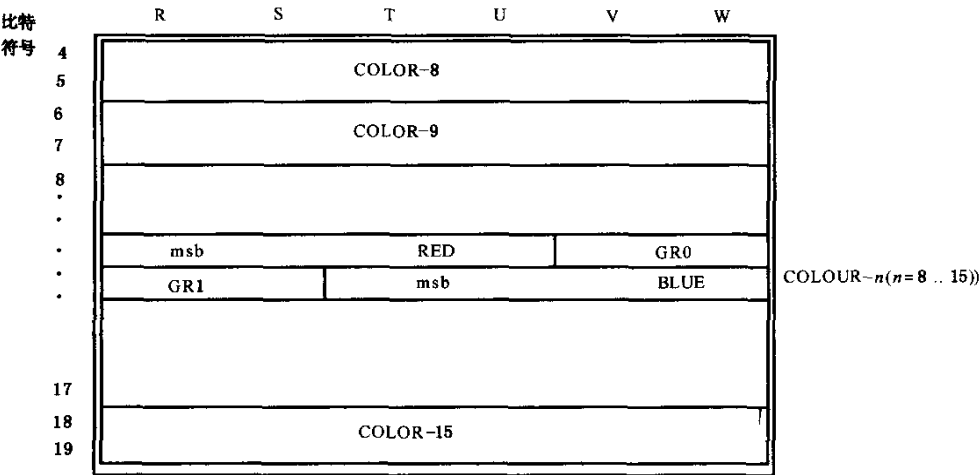 R S T U V W
比特
符号
4
COLOR-8
5
6
COLOR-9
7
8
.
.
. msb RED GR0
. GR1 msb BLUE COLOUR-n(n=8 .. 15))
.
17
18
COLOR-15
19